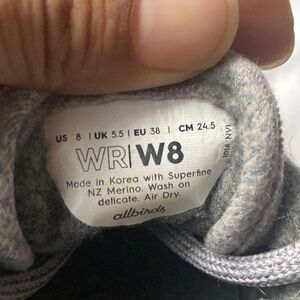 US 8 | UK 5.5 | EU 38 | CM 24.5
WR|W8
Made in Korea with Superfine
NZ Merino. Wash on
delicate. Air Dry.
allbirds